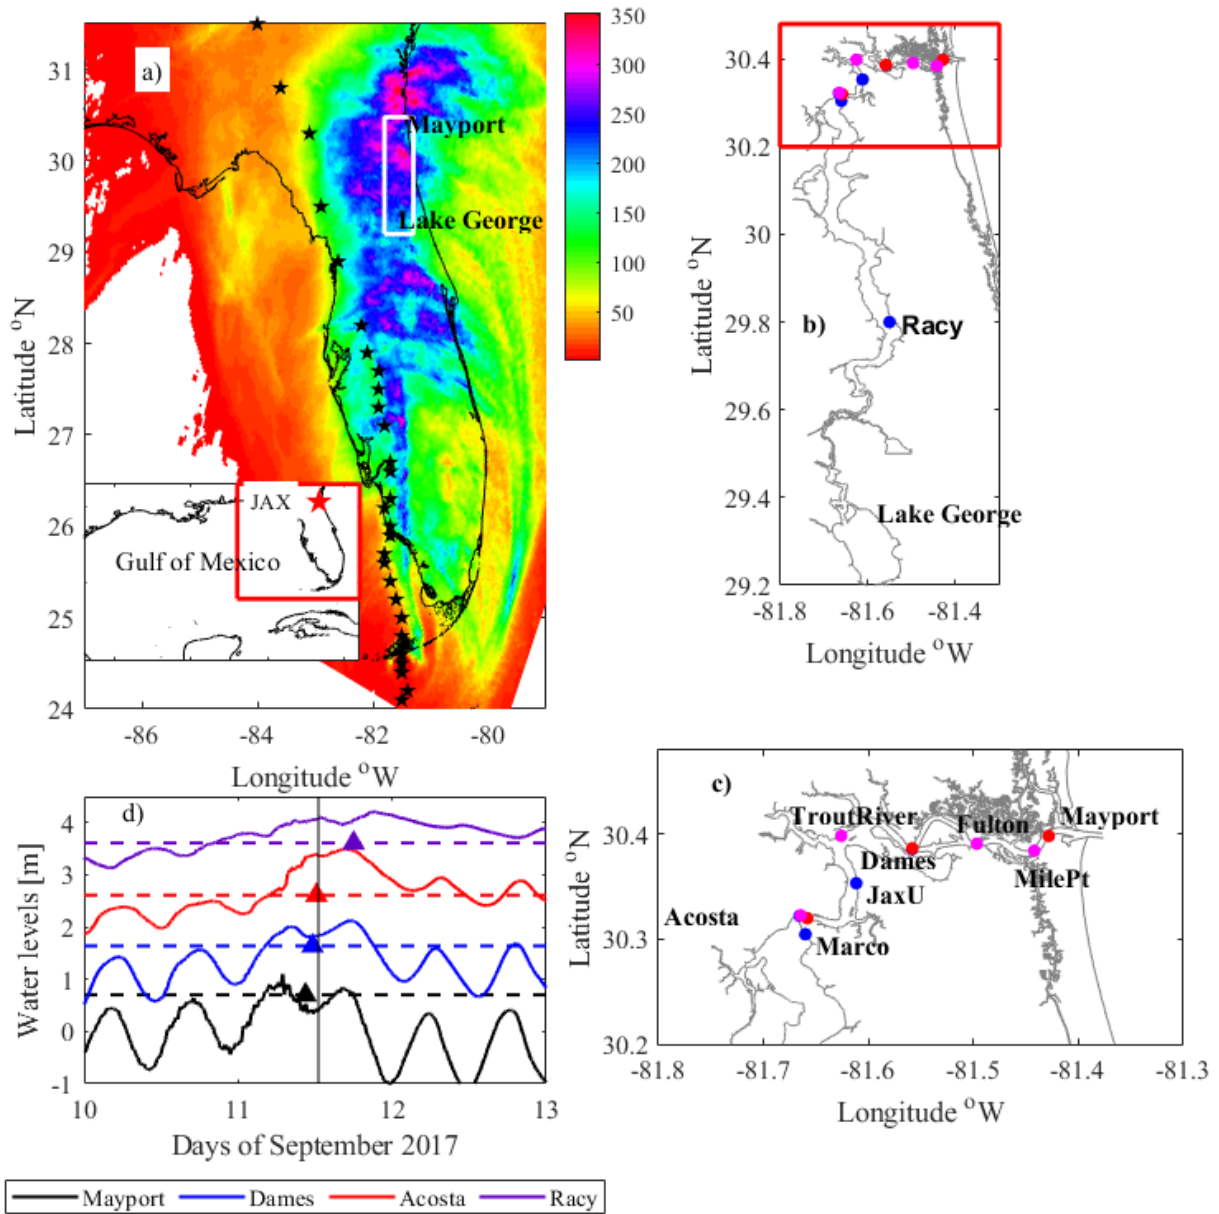 a)
Mayport
Lake George
JAX
Gulf of Mexico
31
30
29
28
27
26
25
24
Latitude °N
-86
-84
-82
-80
Longitude °W
350
300
250
200
150
100
50
b)
Racy
Lake George
30.4
30.2
30
29.8
29.6
29.4
29.2
Latitude °N
-81.8
-81.6
-81.4
Longitude °W
c)
TroutRiver
Fulton
Mayport
Dames
MilePt
JaxU
Acosta
Marco
30.4
30.3
30.2
Latitude °N
-81.8
-81.7
-81.6
-81.5
-81.4
-81.3
Longitude °W
d)
4
3
2
1
0
-1
Water levels [m]
10
11
12
13
Days of September 2017
Mayport
Dames
Acosta
Racy